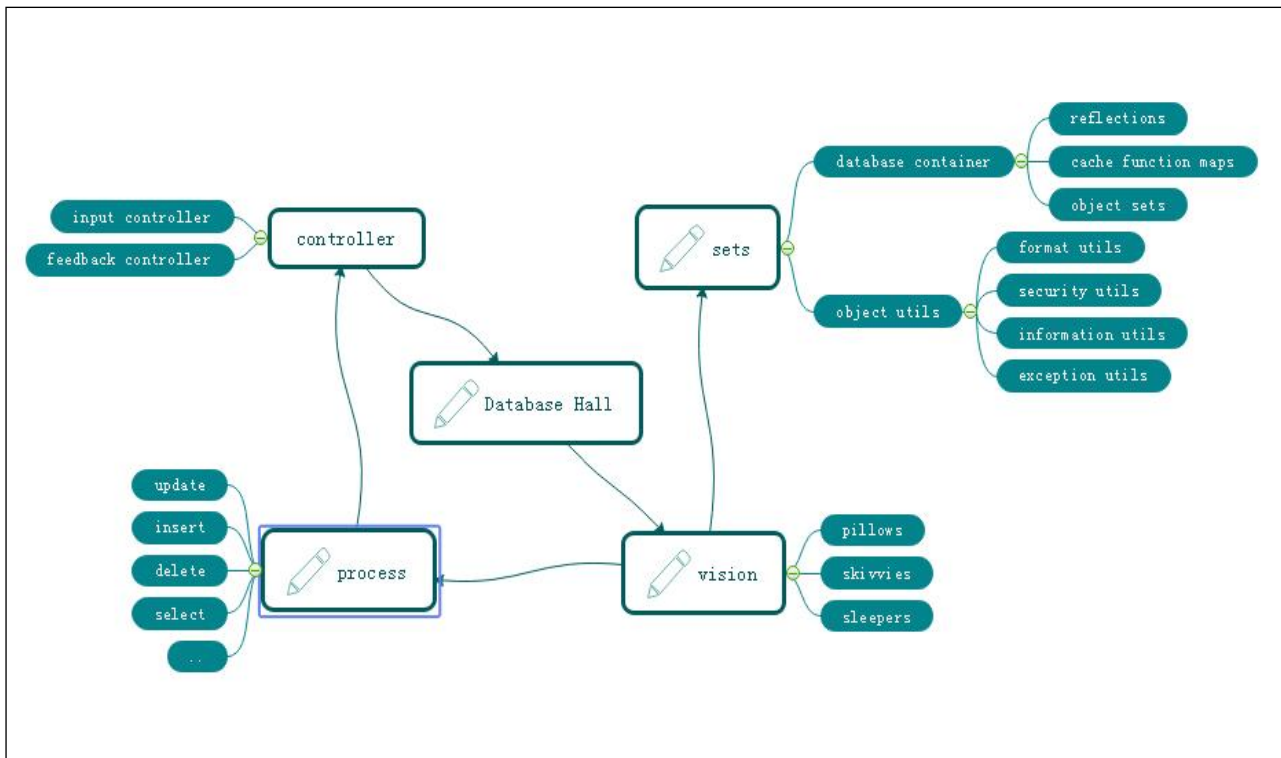 reflections
database container
cache function maps
object sets
input controller
controller
feedback controller
sets
format utils
security utils
object utils
information utils
exception utils
Database Hall
update
insert
delete
select
..
process
vision
pillows
skivvies
sleepers